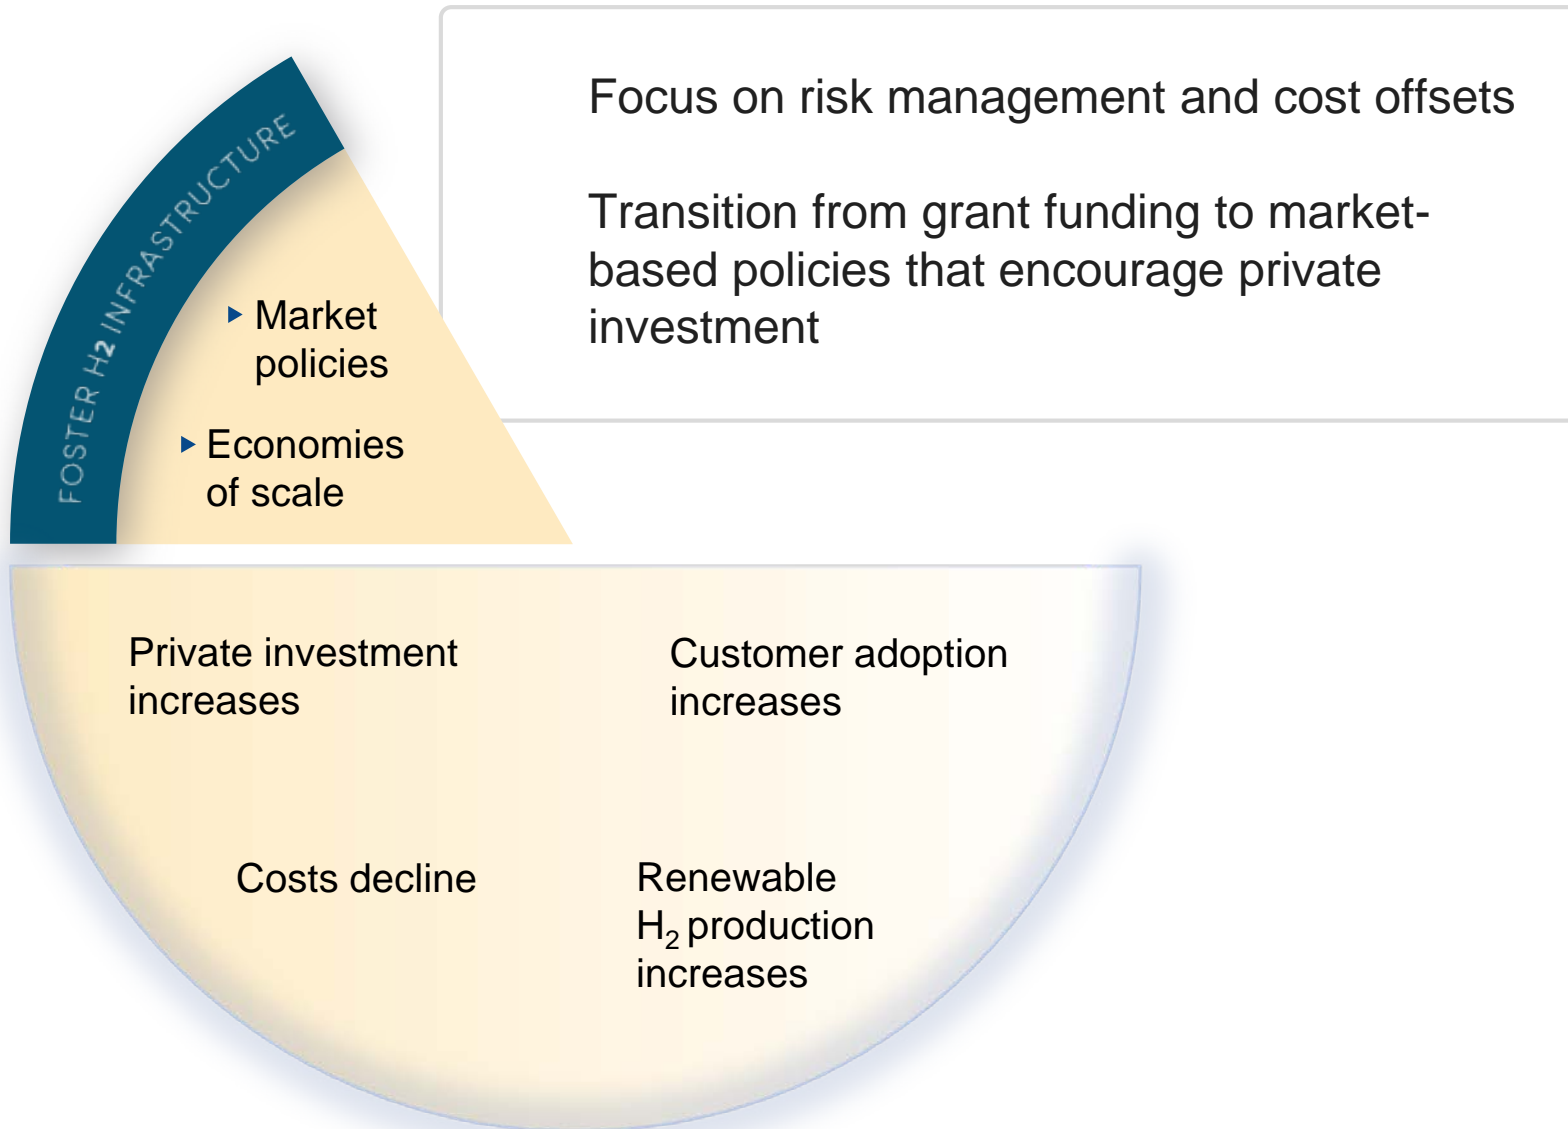 Focus on risk management and cost offsets
Transition from grant funding to market-
based policies that encourage private
investment
FOSTER H2 INFRASTRUCTURE
Market
policies
Economies
of scale
Private investment
increases
Customer adoption
increases
Costs decline
Renewable
H₂ production
increases